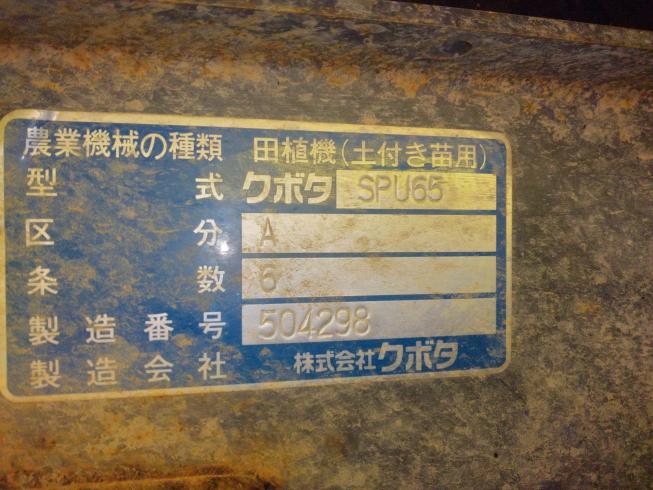 農業機械の種類 田植機(土付き苗用)
型式 クボタ SPU65
区分 A
条数 6
製造番号 504298
製造会社 株式会社クボタ